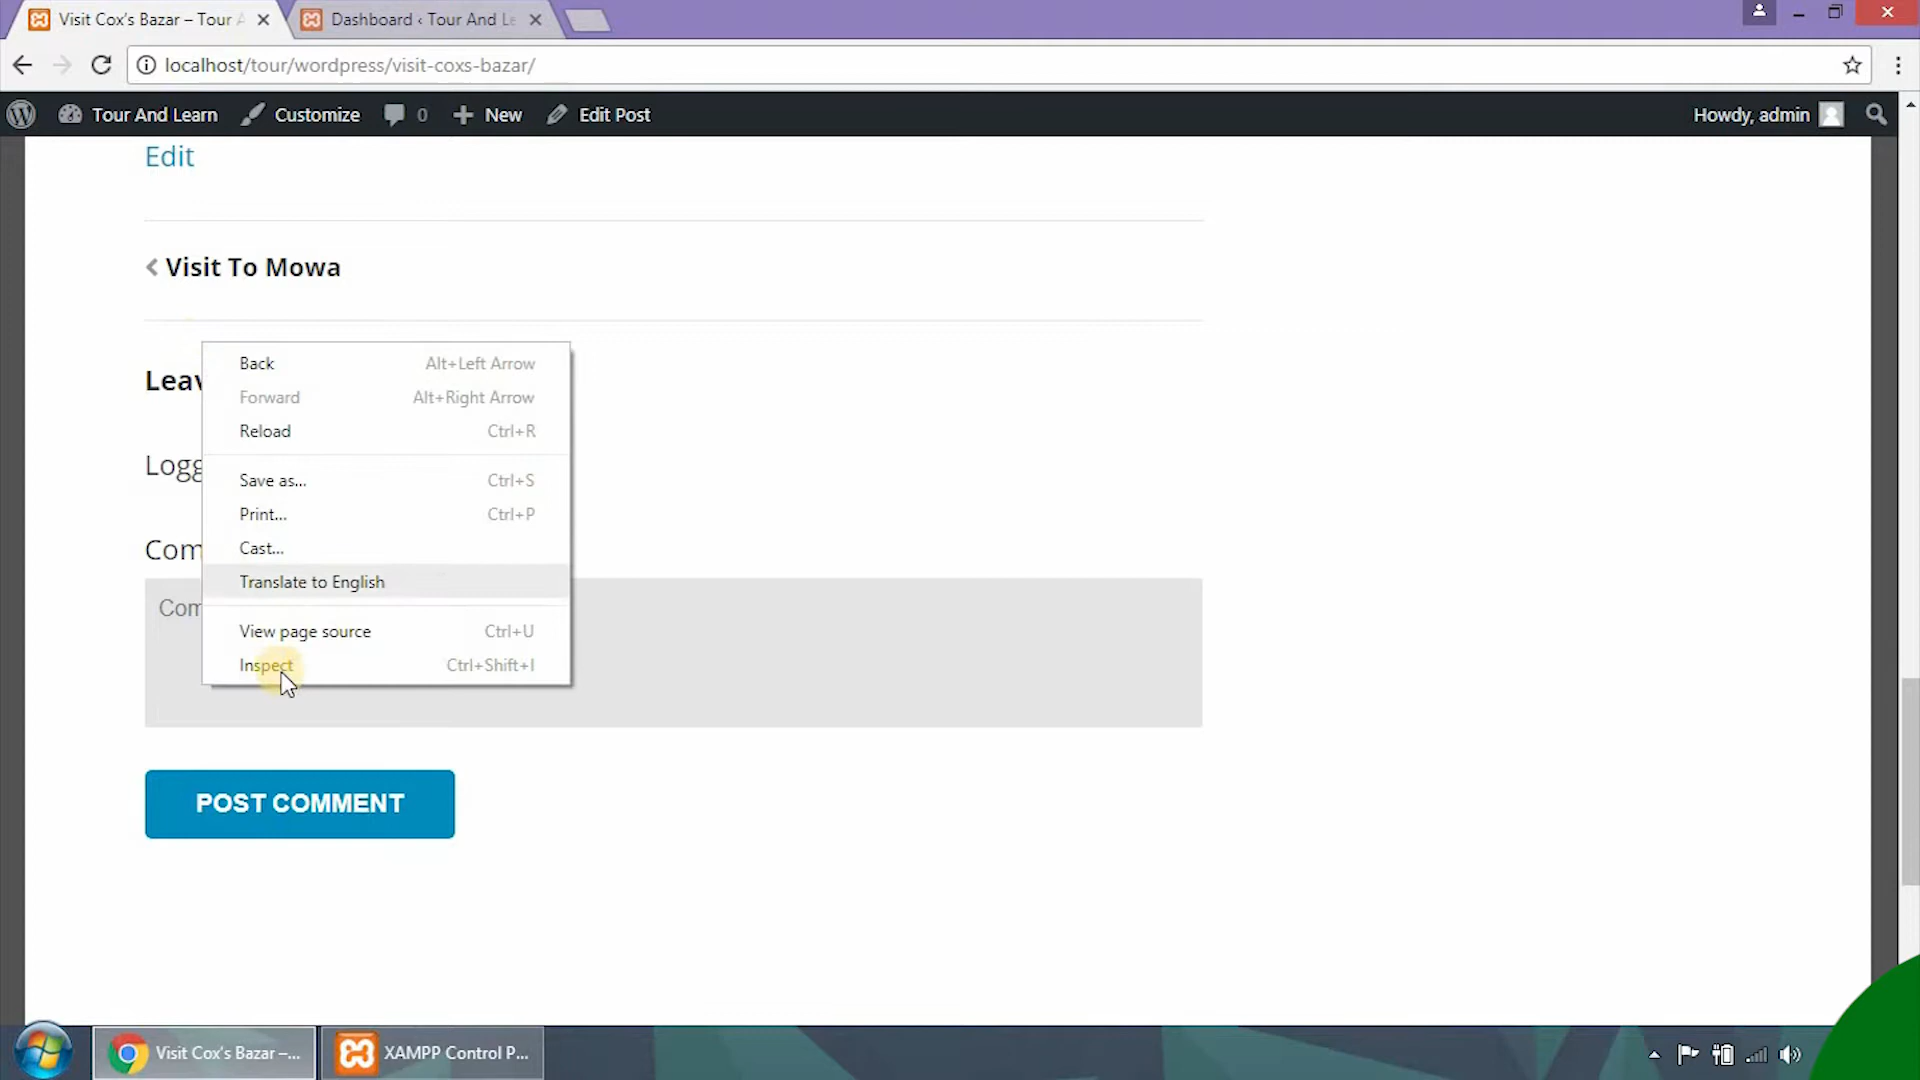 Visit Cox's Bazar – Tour A
Dashboard ‹ Tour And Le
localhost/tour/wordpress/visit-coxs-bazar/
Tour And Learn
Customize
0
New
Edit Post
Howdy, admin
Edit
Visit To Mowa
Leav
Logg
Com
Com
Back Alt+Left Arrow
Forward Alt+Right Arrow
Reload Ctrl+R
Save as... Ctrl+S
Print... Ctrl+P
Cast...
Translate to English
View page source Ctrl+U
Inspect Ctrl+Shift+I
POST COMMENT
Visit Cox's Bazar –...
XAMPP Control P...